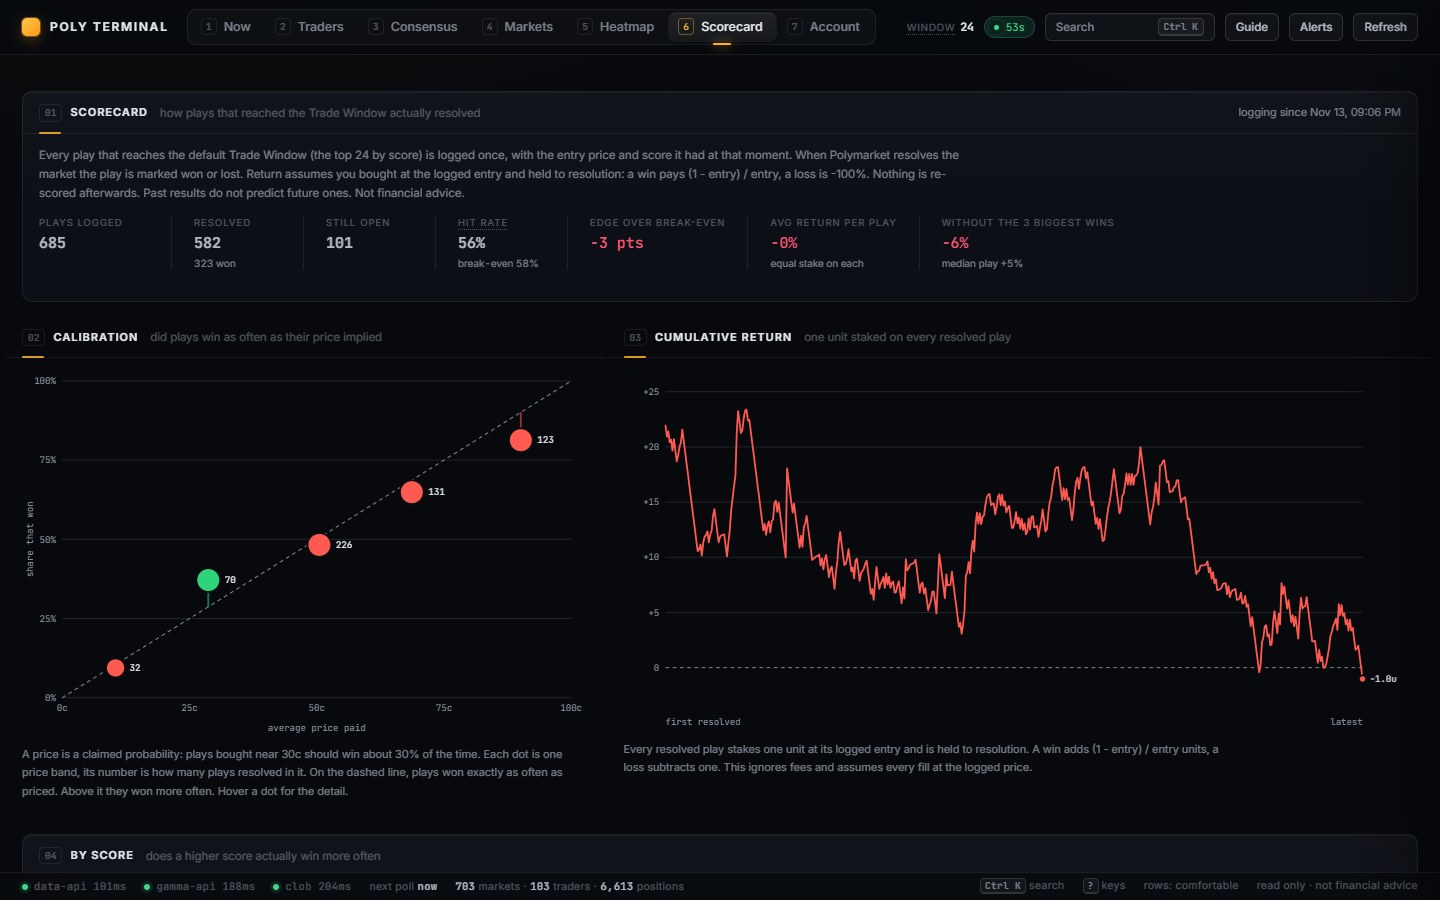 POLY TERMINAL
1 Now
2 Traders
3 Consensus
4 Markets
5 Heatmap
6 Scorecard
7 Account
WINDOW 24
53s
Search Ctrl K
Guide
Alerts
Refresh
01 SCORECARD how plays that reached the Trade Window actually resolved
logging since Nov 13, 09:06 PM
Every play that reaches the default Trade Window (the top 24 by score) is logged once, with the entry price and score it had at that moment. When Polymarket resolves the
market the play is marked won or lost. Return assumes you bought at the logged entry and held to resolution: a win pays (1 - entry) / entry, a loss is -100%. Nothing is re-
scored afterwards. Past results do not predict future ones. Not financial advice.
PLAYS LOGGED
685
RESOLVED
582
323 won
STILL OPEN
101
HIT RATE
56%
break-even 58%
EDGE OVER BREAK-EVEN
-3 pts
AVG RETURN PER PLAY
-0%
equal stake on each
WITHOUT THE 3 BIGGEST WINS
-6%
median play +5%
02 CALIBRATION did plays win as often as their price implied
100%
75%
50%
25%
0%
share that won
123
131
226
70
32
0c
25c
50c
75c
100c
average price paid
A price is a claimed probability: plays bought near 30c should win about 30% of the time. Each dot is one
price band, its number is how many plays resolved in it. On the dashed line, plays won exactly as often as
priced. Above it they won more often. Hover a dot for the detail.
03 CUMULATIVE RETURN one unit staked on every resolved play
+25
+20
+15
+10
+5
0
-1.0u
first resolved
latest
Every resolved play stakes one unit at its logged entry and is held to resolution. A win adds (1 - entry) / entry units, a
loss subtracts one. This ignores fees and assumes every fill at the logged price.
04 BY SCORE does a higher score actually win more often
data-api 101ms
gamma-api 188ms
clob 204ms
next poll now
703 markets · 103 traders · 6,613 positions
Ctrl K search
? keys
rows: comfortable
read only · not financial advice